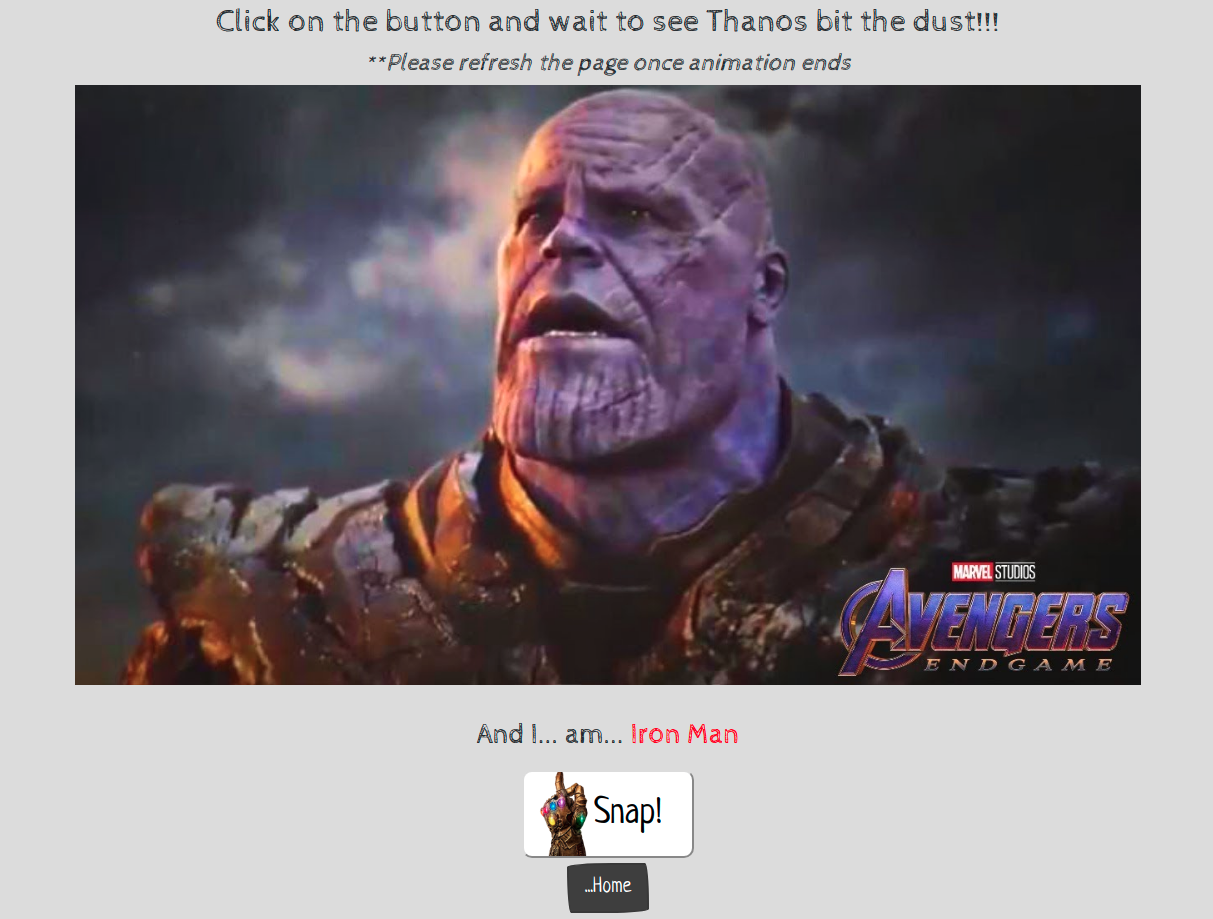 Click on the button and wait to see Thanos bit the dust!!!
**Please refresh the page once animation ends
MARVEL STUDIOS
AVENGERS
ENDGAME
And I... am... Iron Man
Snap!
...Home